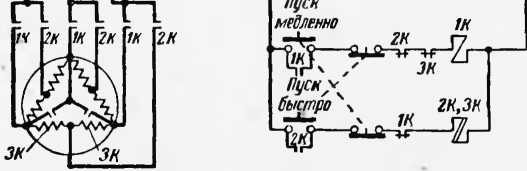 1К 2К 1К 2К 1К 2К
3К 3К
Пуск
медленно
1К
2К
3К
1К
Пуск
быстро
2К
1К
2К, 3К